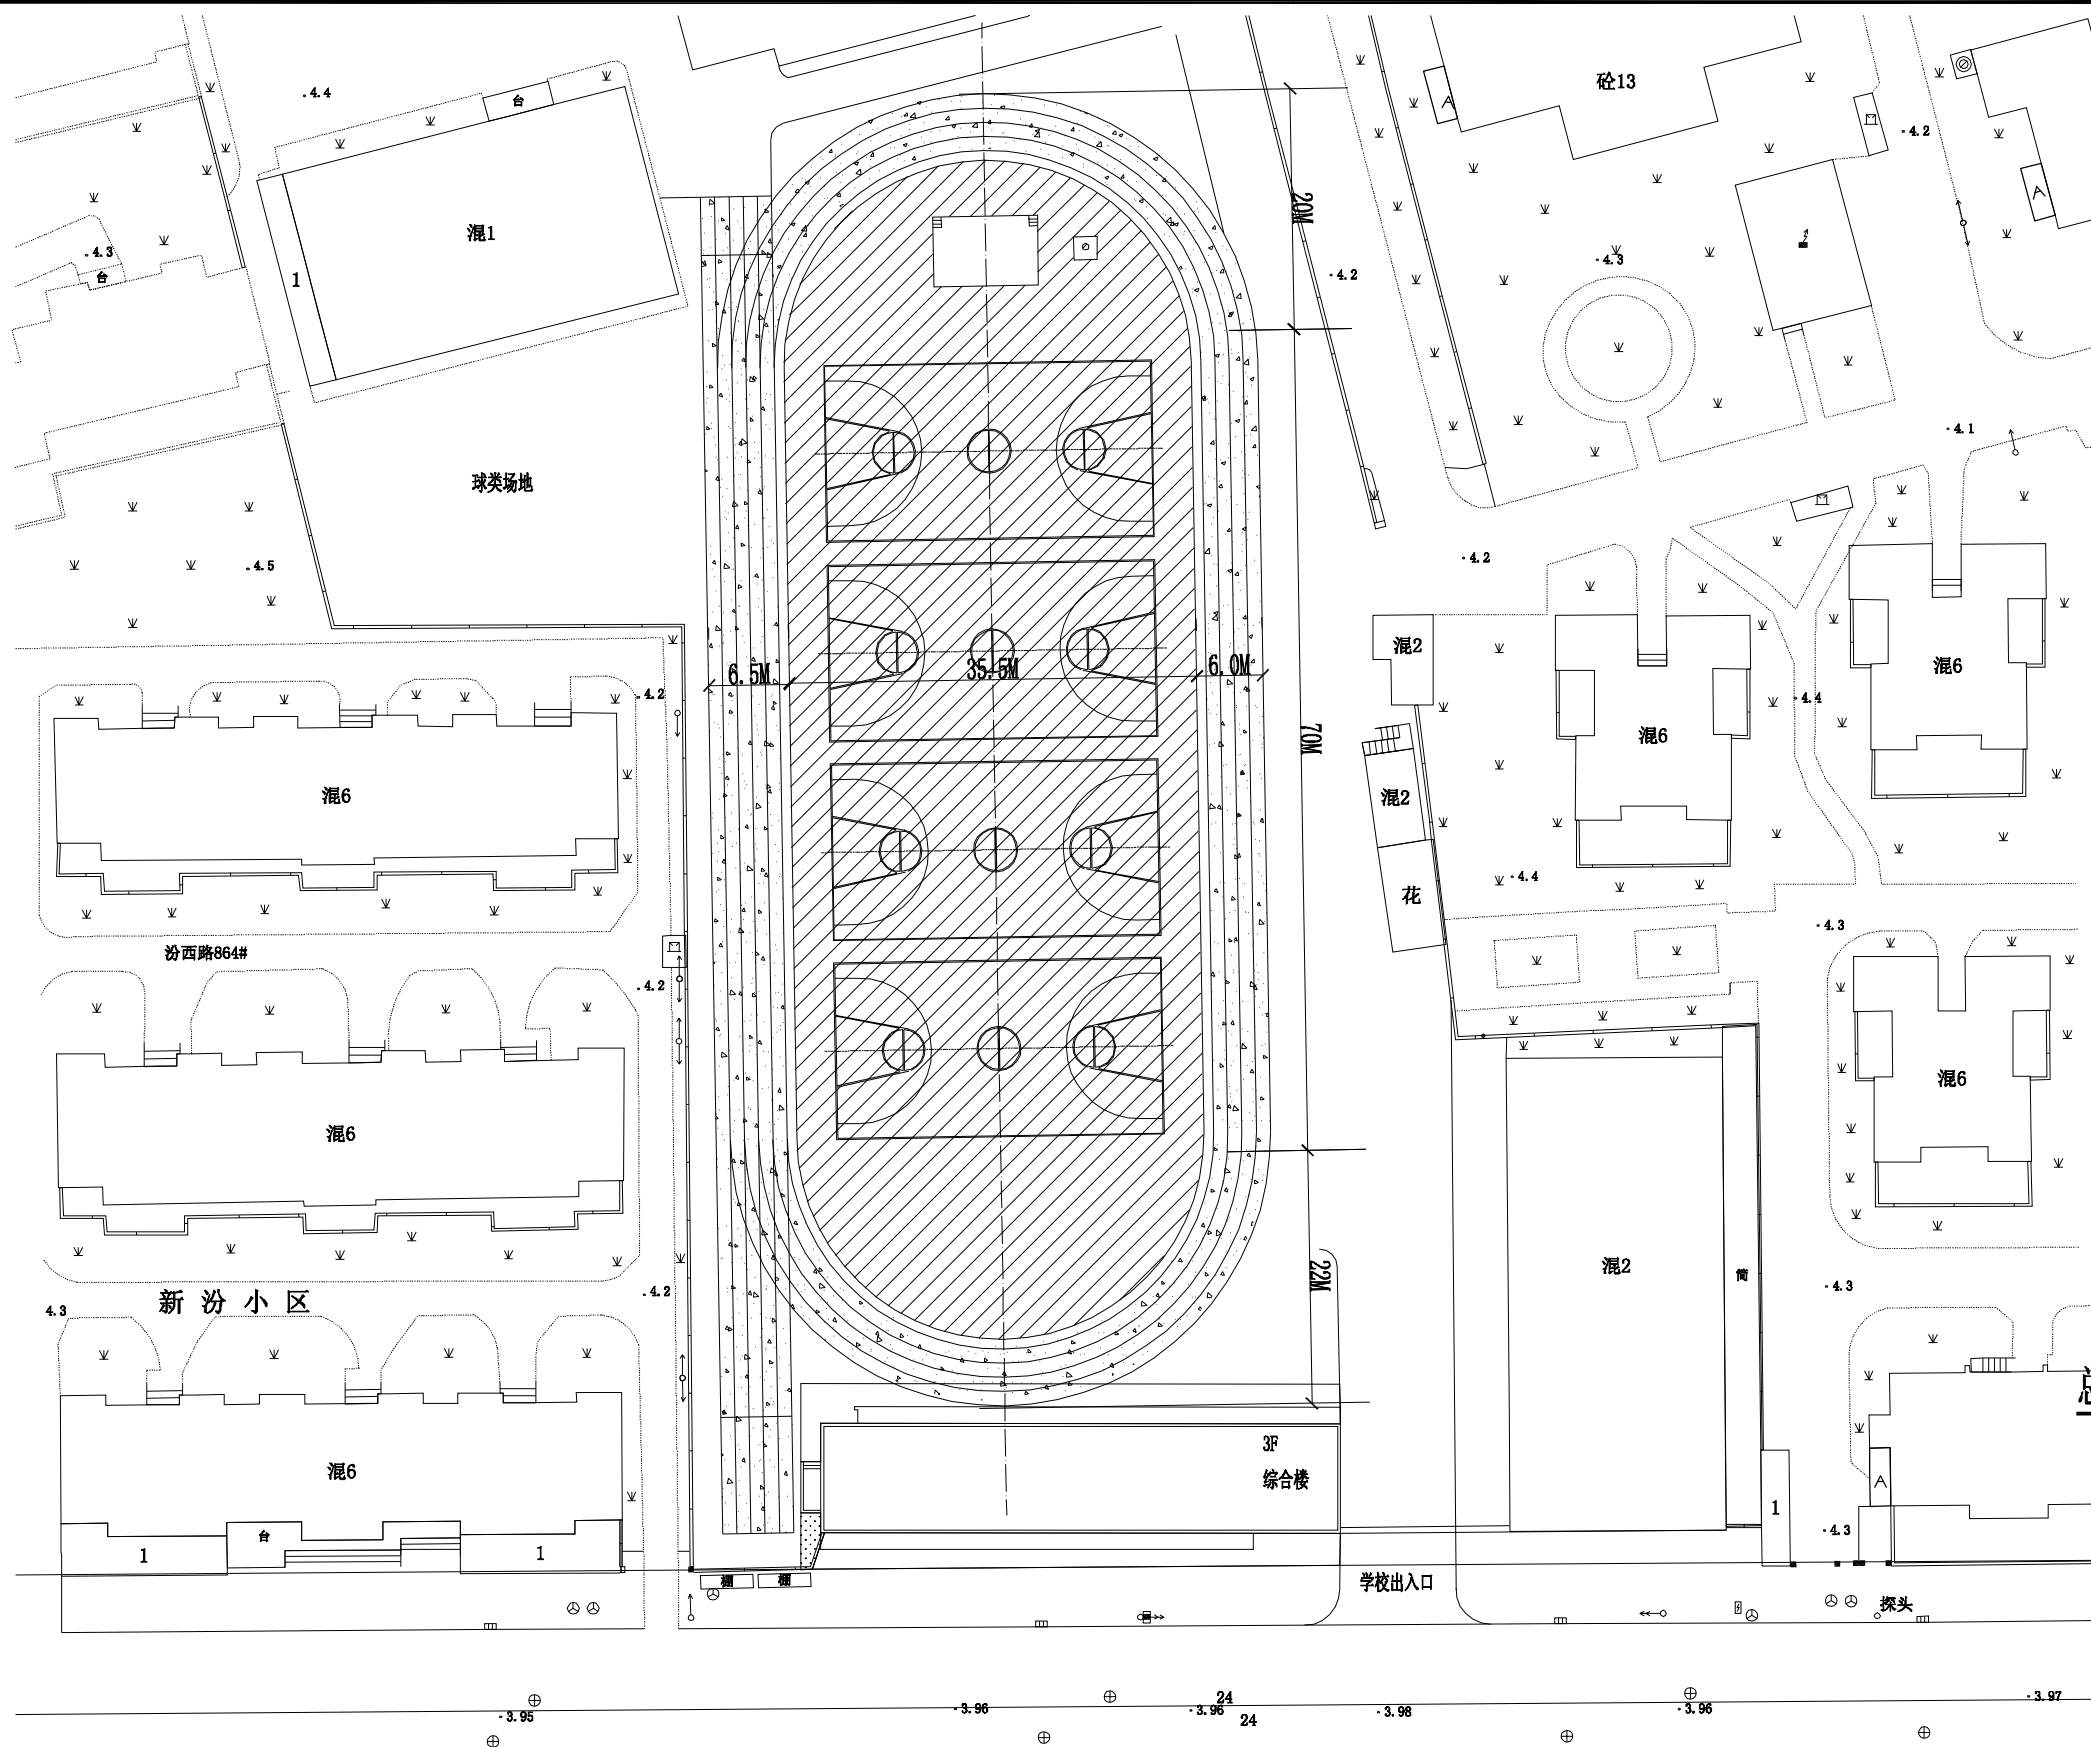 .4.4
台
砼13
A
.4.2
A
混1
20M
.4.3
台
1
.4.2
.4.3
.4.1
球类场地
.4.5
.4.2
混2
混6
6.5M
35.5M
6.0M
.4.2
.4.4
混6
70M
混6
混2
.4.4
花
.4.3
汾西路864#
.4.2
混6
混6
混2
简
22M
.4.2
.4.3
4.3
新汾小区
3F
综合楼
混6
A
1
台
1
1
.4.3
棚
棚
学校出入口
探头
24
.3.95
.3.96
.3.96
24
.3.98
.3.96
.3.97